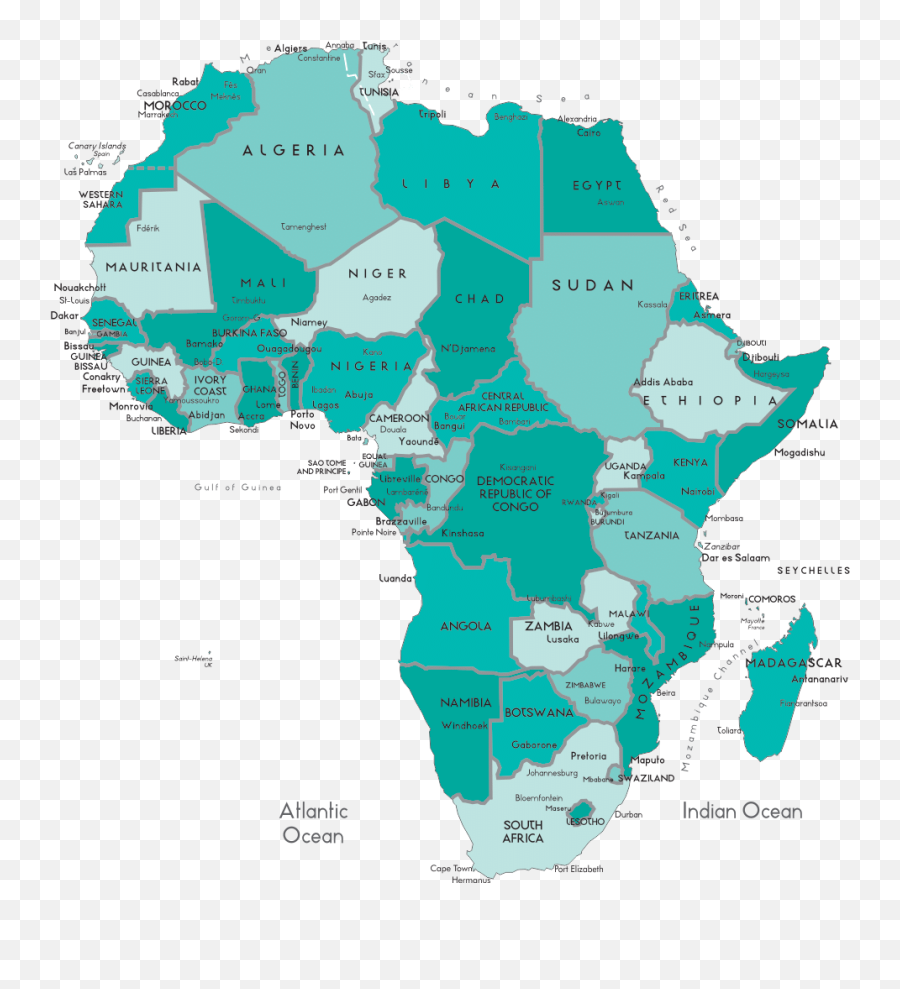 Mediterranean Sea
Algiers
Annaba
Tunis
Constantine
Oran
Sousse
Sfax
TUNISIA
Rabat
Fès
Meknès
Casablanca
MOROCCO
Marrakech
Tripoli
Benghazi
Alexandria
Cairo
Canary Islands
Spain
Las Palmas
ALGERIA
LIBYA
EGYPT
Aswan
Red Sea
WESTERN
SAHARA
Fdérik
Tamenghest
MAURITANIA
MALI
NIGER
Agadez
CHAD
SUDAN
Kassala
ERITREA
Asmera
Nouakchott
St-Louis
Timbuktu
Dakar
SENEGAL
Niamey
Banjul
GAMBIA
BURKINA FASO
Bissau
Bamako
Ouagadougou
Kano
N'Djamena
DJIBOUTI
Djibouti
GUINEA
BISSAU
GUINEA
Bobo-D
NIGERIA
Hargeysa
Conakry
SIERRA
LEONE
IVORY
COAST
GHANA
TOGO
BENIN
Ibadan
Abuja
Addis Ababa
Freetown
Yamoussoukro
Lagos
CENTRAL
AFRICAN REPUBLIC
ETHIOPIA
Monrovia
Buchanan
Abidjan
Accra
Lome
Porto
Novo
CAMEROON
Douala
Bouar
Bangui
Bambari
SOMALIA
LIBERIA
Sekondi
Bata
Yaoundé
Mogadishu
EQUAT
GUINEA
SAO TOME
AND PRINCIPE
Libreville
CONGO
Kisangani
UGANDA
Kampala
KENYA
Gulf of Guinea
Port Gentil
Lambaréné
DEMOCRATIC
REPUBLIC OF
CONGO
Nairobi
GABON
Bandundu
RWANDA
Kigali
Bujumbura
BURUNDI
Mombasa
Brazzaville
Pointe Noire
Kinshasa
TANZANIA
Zanzibar
Dar es Salaam
SEYCHELLES
Luanda
Lubumbashi
Moroni
COMOROS
Mayotte
France
ANGOLA
ZAMBIA
Lusaka
Kabwe
MALAWI
Lilongwe
MOZAMBIQUE
Nampula
Saint-Helena
UK
Harare
Mozambique Channel
MADAGASCAR
Antananariv
ZIMBABWE
Bulawayo
Beira
Fianarantsoa
NAMIBIA
Windhoek
BOTSWANA
Toliara
Gaborone
Pretoria
Maputo
Johannesburg
Mbabane
SWAZILAND
Bloemfontein
Maseru
LESOTHO
Durban
Atlantic
Ocean
Indian Ocean
SOUTH
AFRICA
Cape Town
Port Elizabeth
Hermanus